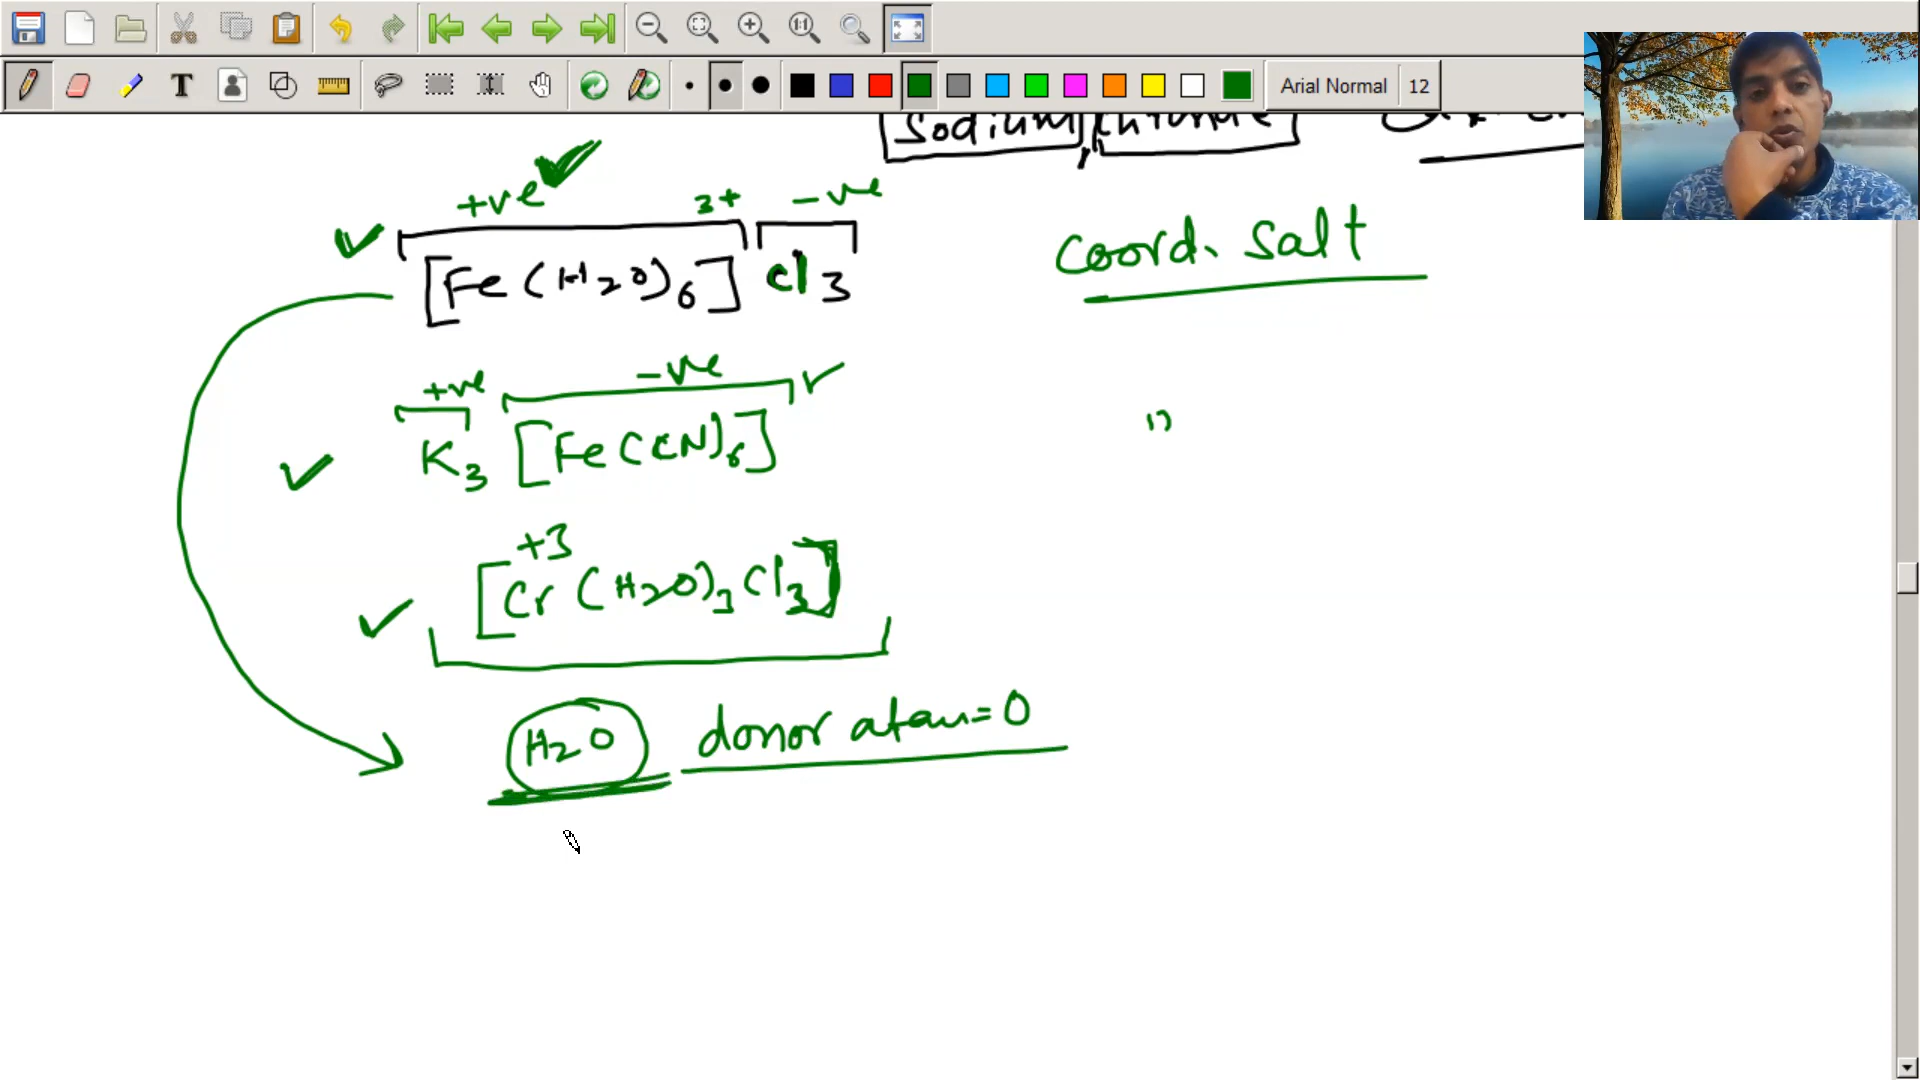 T
Arial Normal 12
Sodium,
+ve 3+ -ve
[Fe(H2O)6] Cl3 coord. Salt
+ve -ve
K3 [Fe(CN)6] "
+3
[Cr(H2O)3Cl3]
H2O donor atom = O